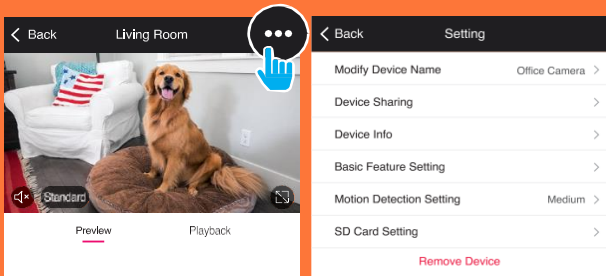 Back
Living Room
Preview
Playback
Standard
Back
Setting
Modify Device Name Office Camera
Device Sharing
Device Info
Basic Feature Setting
Motion Detection Setting Medium
SD Card Setting
Remove Device